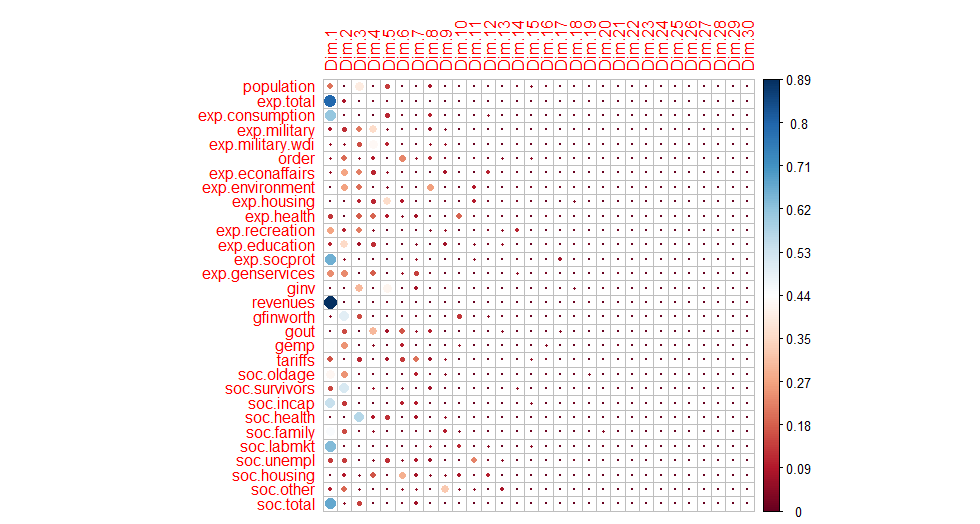 Dim.1 Dim.2 Dim.3 Dim.4 Dim.5 Dim.6 Dim.7 Dim.8 Dim.9 Dim.10 Dim.11 Dim.12 Dim.13 Dim.14 Dim.15 Dim.16 Dim.17 Dim.18 Dim.19 Dim.20 Dim.21 Dim.22 Dim.23 Dim.24 Dim.25 Dim.26 Dim.27 Dim.28 Dim.29 Dim.30
population
exp.total
exp.consumption
exp.military
exp.military.wdi
order
exp.econaffairs
exp.environment
exp.housing
exp.health
exp.recreation
exp.education
exp.socprot
exp.genservices
ginv
revenues
gfinworth
gout
gemp
tariffs
soc.oldage
soc.survivors
soc.incap
soc.health
soc.family
soc.labmkt
soc.unempl
soc.housing
soc.other
soc.total
0.89
0.8
0.71
0.62
0.53
0.44
0.35
0.27
0.18
0.09
0